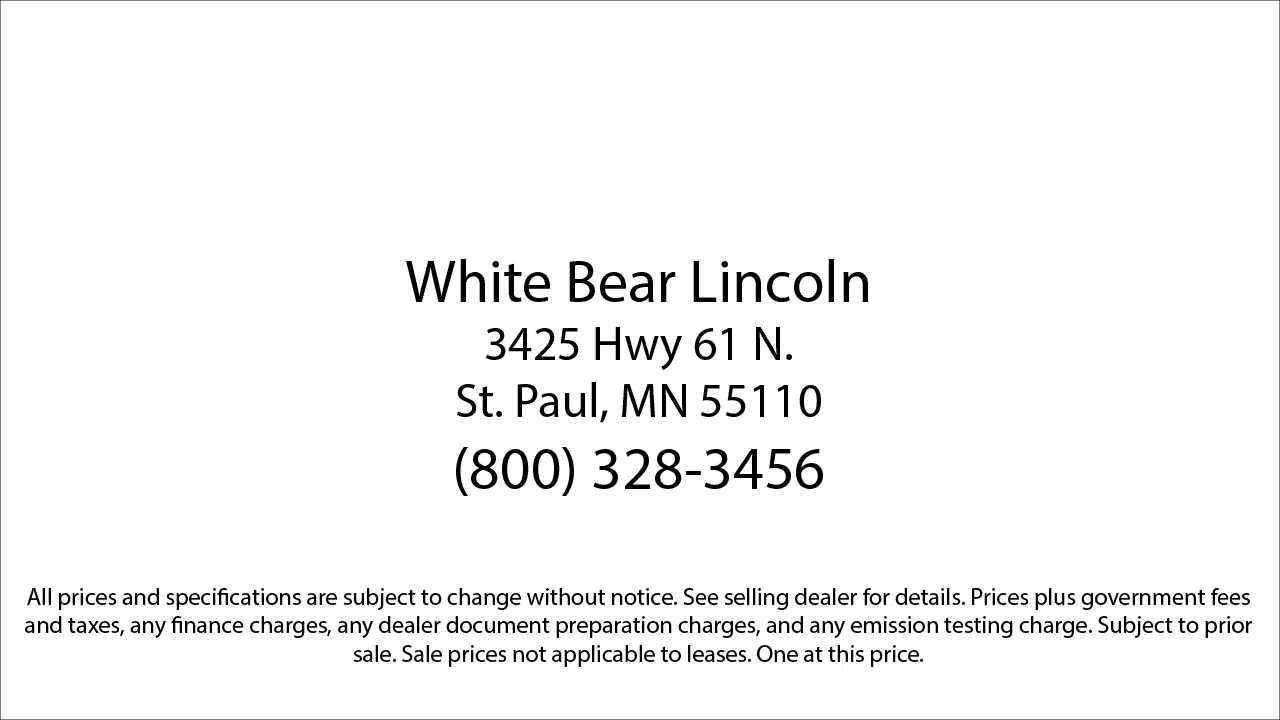 White Bear Lincoln
3425 Hwy 61 N.
St. Paul, MN 55110
(800) 328-3456
All prices and specifications are subject to change without notice. See selling dealer for details. Prices plus government fees
and taxes, any finance charges, any dealer document preparation charges, and any emission testing charge. Subject to prior
sale. Sale prices not applicable to leases. One at this price.